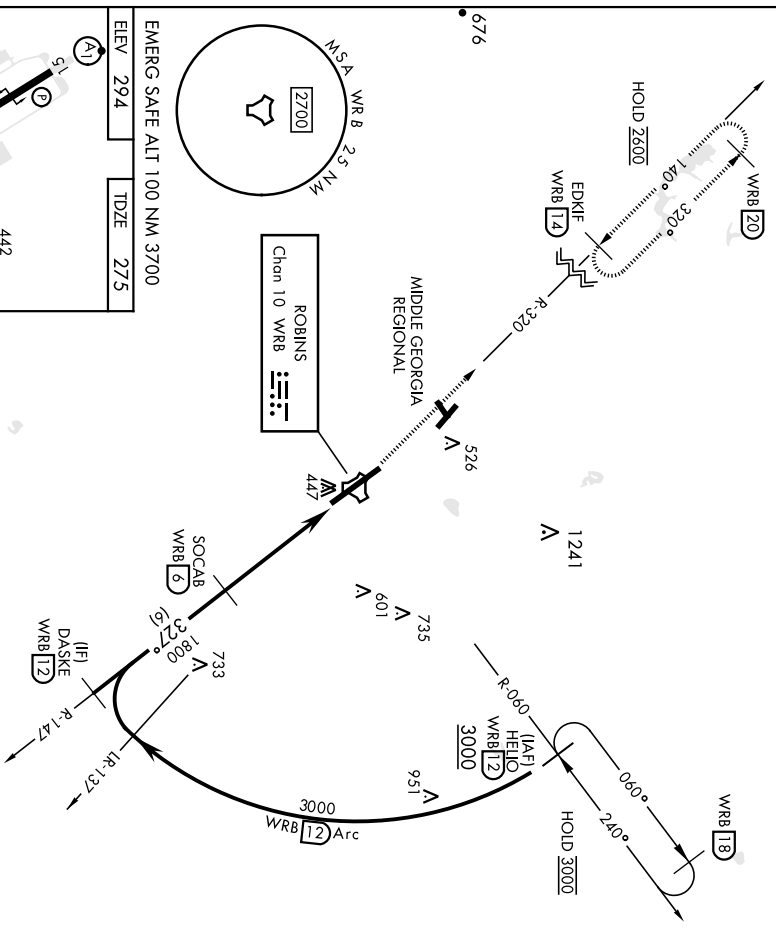 EMERG SAFE ALT 100 NM 3700
ELEV 294
TDZE 275
A1
15
P
442
MSA WRB 25 NM
2700
676
HOLD 2600
140°
320°
WRB 20
EDKIF
WRB 14
R-320
MIDDLE GEORGIA
REGIONAL
526
1241
ROBINS
Chan 10 WRB
447
SOCAB
WRB 6
601
735
327°
(6)
1800
733
(IF)
DASKE
WRB 12
R-147
LR-137
R-060
(IAF)
HELIO
WRB 12
3000
951
3000
WRB 12 Arc
060°
240°
HOLD 3000
WRB 18